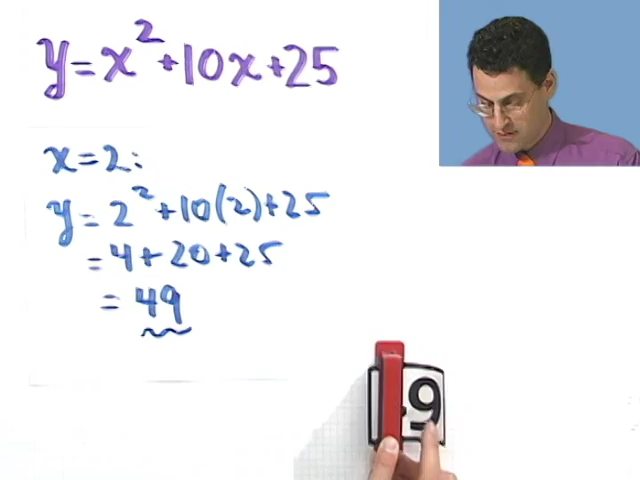 y=x²+10x+25
x=2:
y=2²+10(2)+25
=4+20+25
=49
9